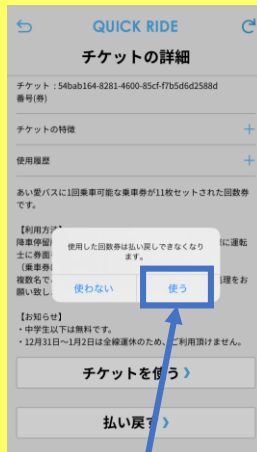 QUICK RIDE
チケットの詳細
チケット : 54bab164-8281-4600-85cf-f7b5d6d2588d
番号(券)
チケットの特徴 +
使用履歴 +
あい愛バスに1回乗車可能な乗車券が11枚セットされた回数券
です。
【利用方法
降車停留
に運転
士に券面
(乗車券
複数名で
処理をお
願い致し
使用した回数券は払い戻しできなくなり
ます。
使わない
使う
【お知らせ】
・中学生以下は無料です。
・12月31日~1月2日は全線運休のため、ご利用頂けません。
チケットを使う 》
払い戻す 》